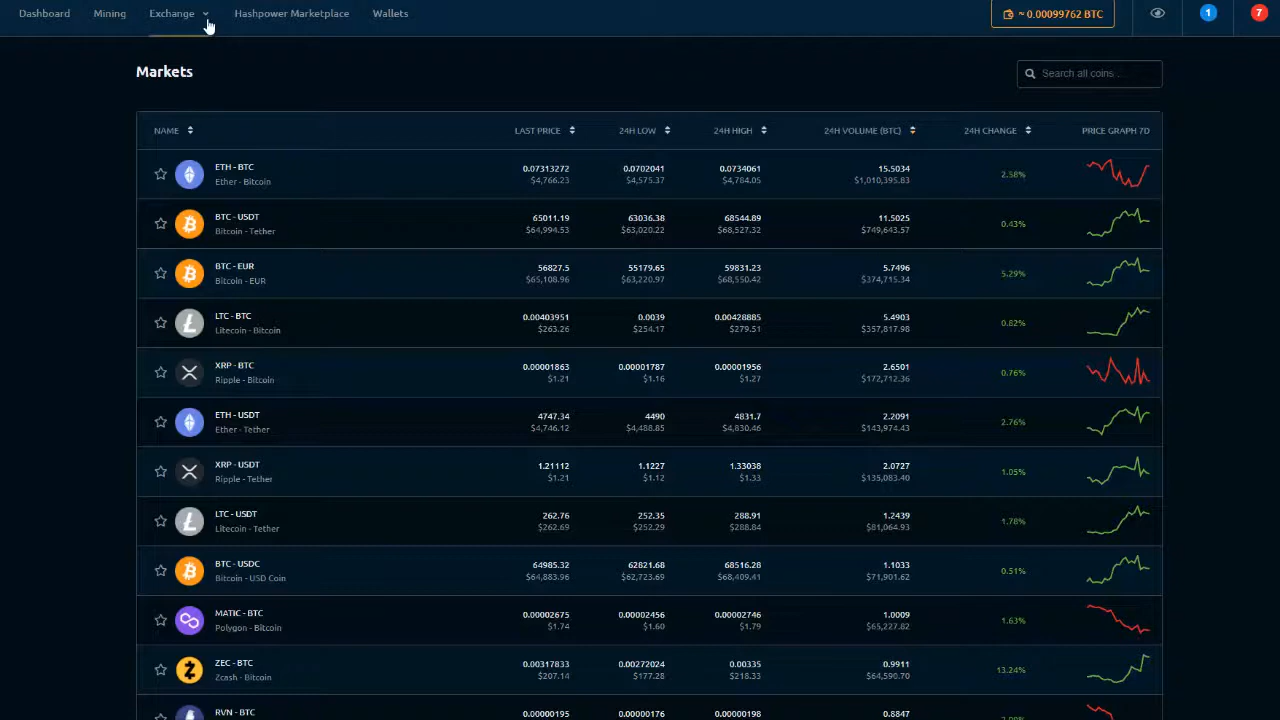 Dashboard Mining Exchange Hashpower Marketplace Wallets ~ 0.00099762 BTC 1 7
Markets
Search all coins ...
NAME LAST PRICE 24H LOW 24H HIGH 24H VOLUME (BTC) 24H CHANGE PRICE GRAPH 7D
ETH - BTC 0.07313272 0.0702041 0.0734061 15.5034
Ether - Bitcoin $4,766.23 $4,575.37 $4,784.05 $1,010,395.83 2.58%
BTC - USDT 65011.19 63036.38 68544.89 11.5025
Bitcoin - Tether $64,994.53 $63,020.22 $68,527.32 $749,643.57 0.43%
BTC - EUR 56827.5 55179.65 59831.23 5.7496
Bitcoin - EUR $65,108.96 $63,220.97 $68,550.42 $374,715.34 5.29%
LTC - BTC 0.00403951 0.0039 0.00428885 5.4903
Litecoin - Bitcoin $263.26 $254.17 $279.51 $357,817.98 0.82%
XRP - BTC 0.00001863 0.00001787 0.00001956 2.6501
Ripple - Bitcoin $1.21 $1.16 $1.27 $172,712.36 0.76%
ETH - USDT 4747.34 4490 4831.7 2.2091
Ether - Tether $4,746.12 $4,488.85 $4,830.46 $143,974.43 2.76%
XRP - USDT 1.21112 1.1227 1.33038 2.0727
Ripple - Tether $1.21 $1.12 $1.33 $135,083.40 1.05%
LTC - USDT 262.76 252.35 288.91 1.2439
Litecoin - Tether $262.69 $252.29 $288.84 $81,064.93 1.78%
BTC - USDC 64985.32 62821.68 68516.28 1.1033
Bitcoin - USD Coin $64,883.96 $62,723.69 $68,409.41 $71,901.62 0.51%
MATIC - BTC 0.00002675 0.00002456 0.00002746 1.0009
Polygon - Bitcoin $1.74 $1.60 $1.79 $65,227.82 1.63%
ZEC - BTC 0.00317833 0.00272024 0.00335 0.9911
Zcash - Bitcoin $207.14 $177.28 $218.33 $64,590.70 13.24%
RVN - BTC 0.00000195 0.00000176 0.00000198 0.8847